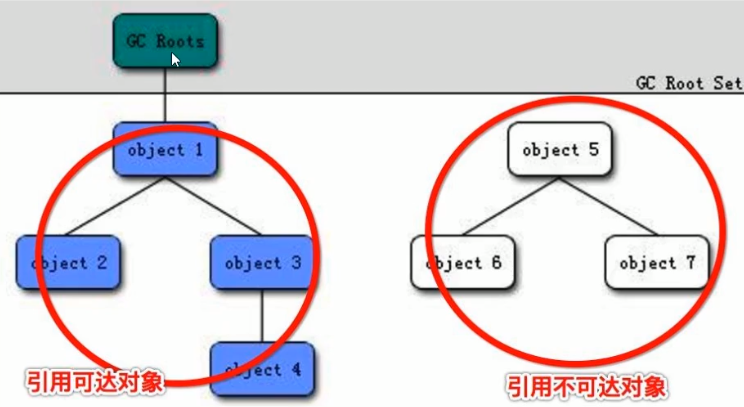 GC Roots
GC Root Set
object 1
object 5
object 2
object 3
object 6
object 7
object 4
引用可达对象
引用不可达对象